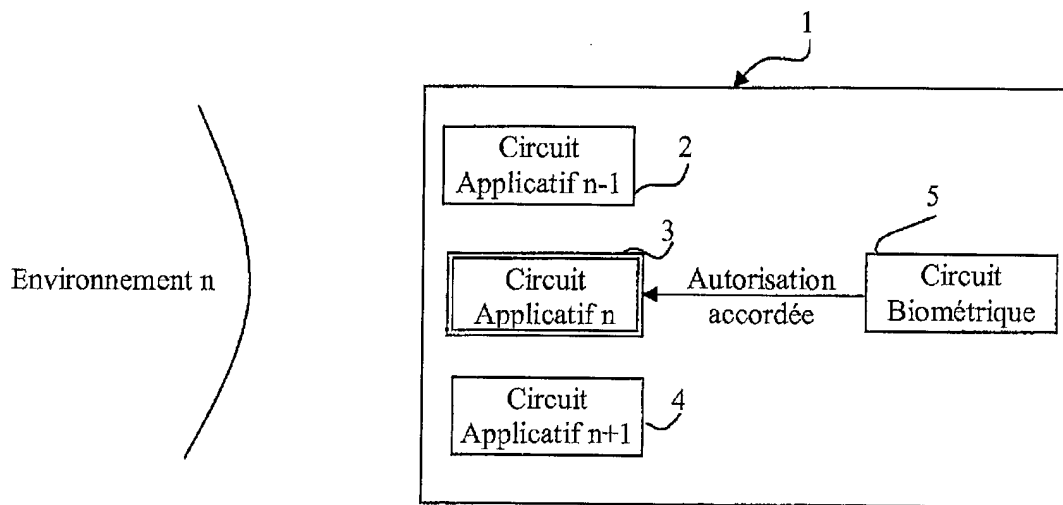 1
Circuit
Applicatif n-1
2
5
3
Environnement n
Circuit
Applicatif n
Autorisation
accordée
Circuit
Biométrique
Circuit
Applicatif n+1
4